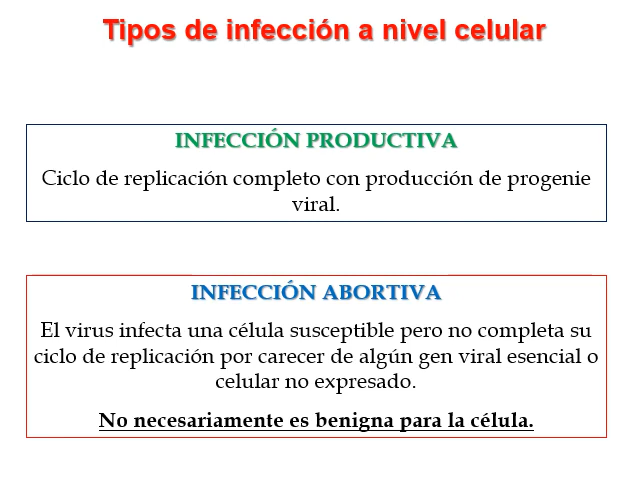 Tipos de infección a nivel celular
INFECCIÓN PRODUCTIVA
Ciclo de replicación completo con producción de progenie
viral.
INFECCIÓN ABORTIVA
El virus infecta una célula susceptible pero no completa su
ciclo de replicación por carecer de algún gen viral esencial o
celular no expresado.
No necesariamente es benigna para la célula.